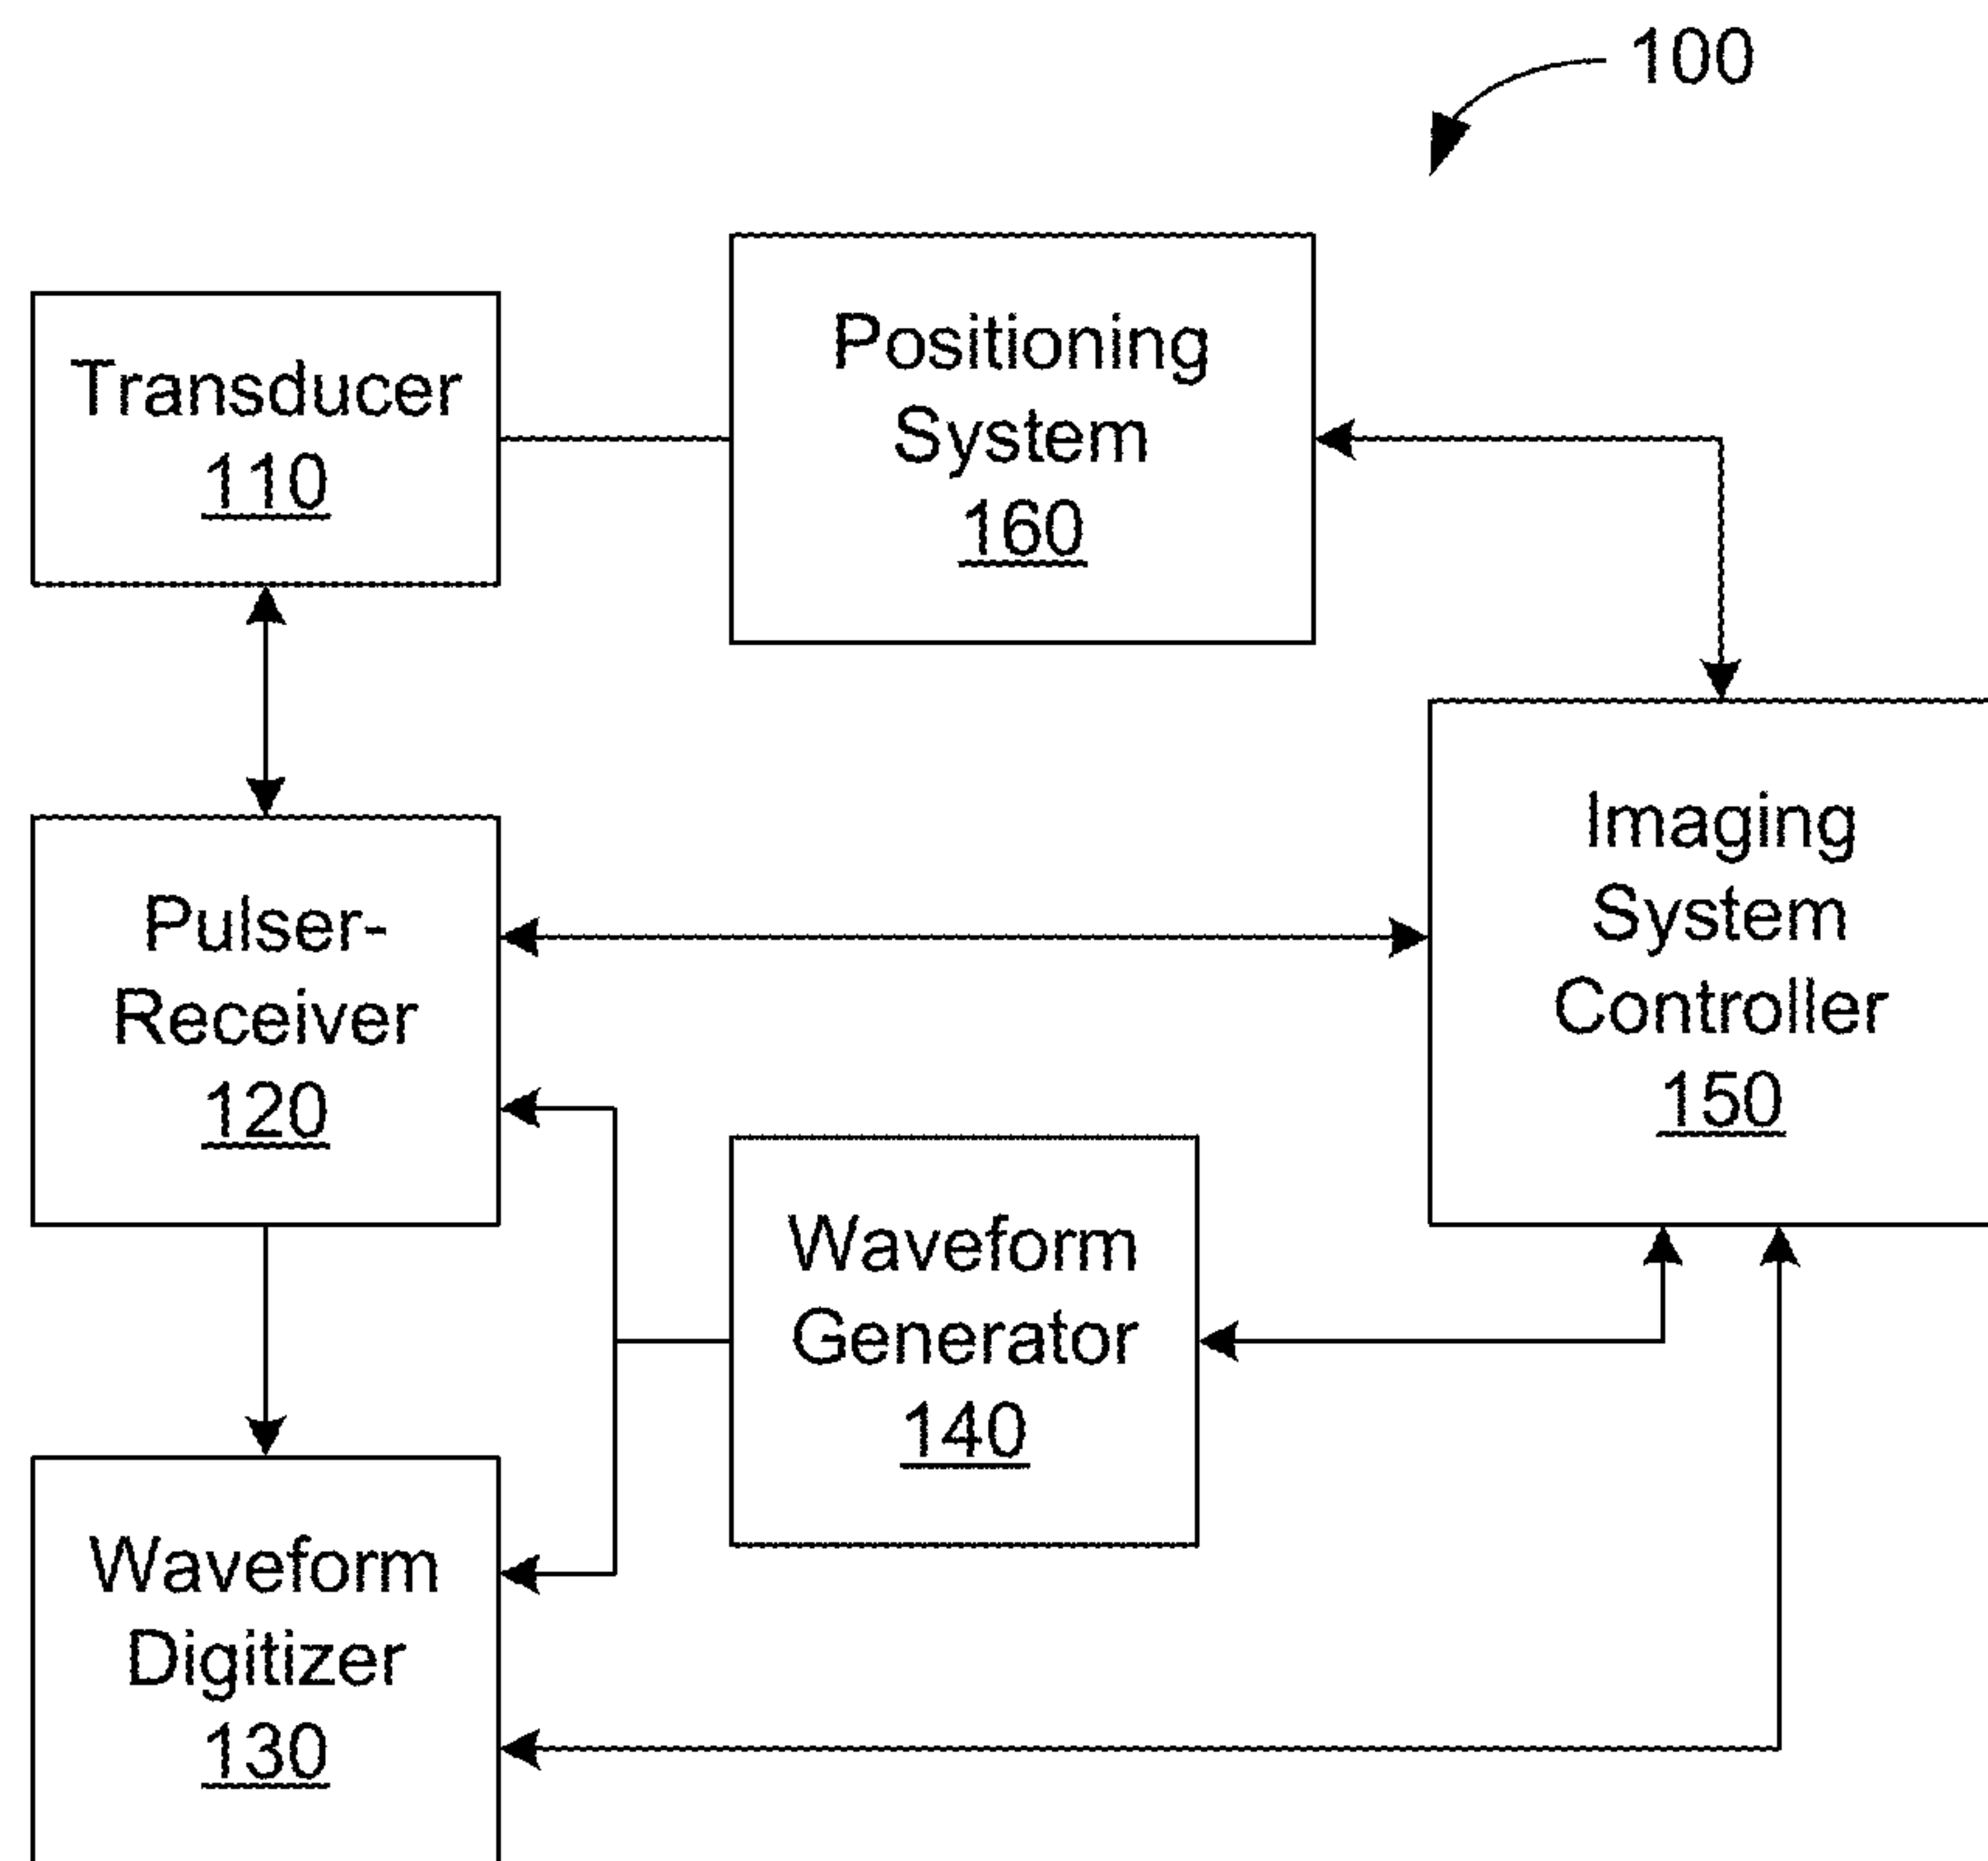 100
Transducer
110
Positioning
System
160
Pulser-
Receiver
120
Imaging
System
Controller
150
Waveform
Generator
140
Waveform
Digitizer
130